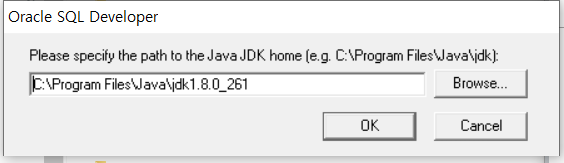 Oracle SQL Developer
Please specify the path to the Java JDK home (e.g. C:\Program Files\Java\jdk):
C:\Program Files\Java\jdk1.8.0_261
Browse...
OK
Cancel